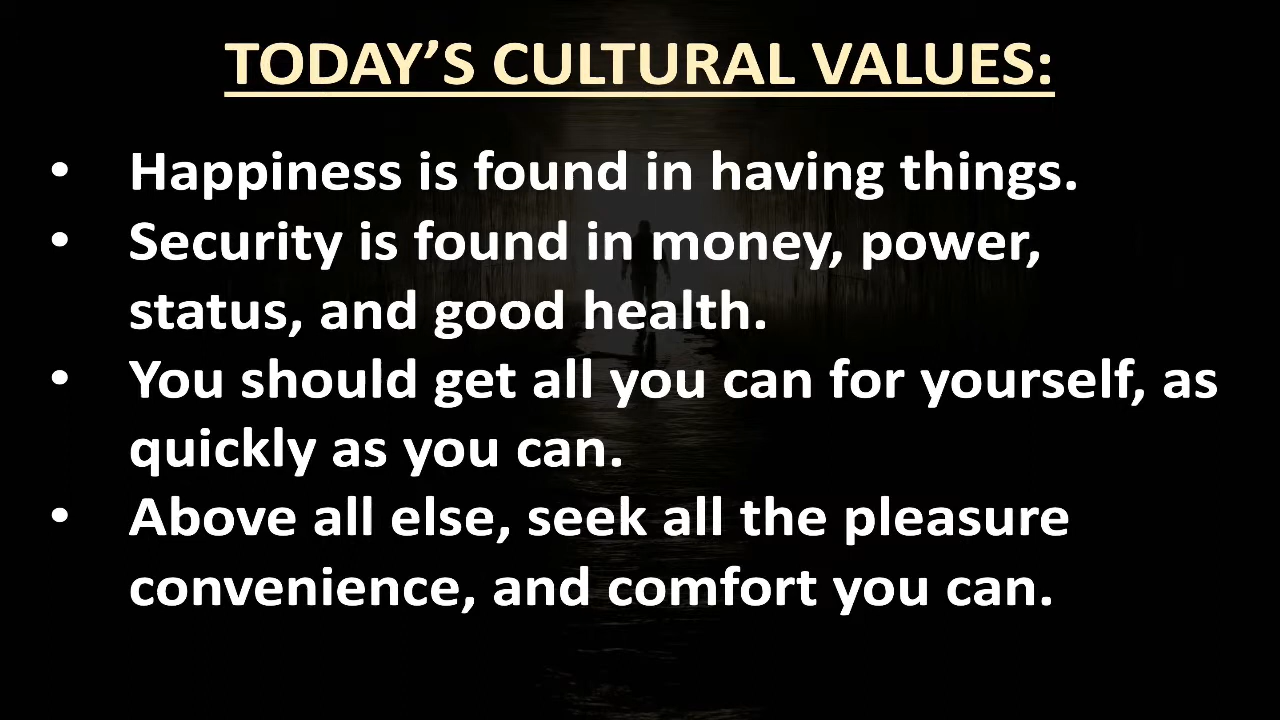 TODAY’S CULTURAL VALUES:
• Happiness is found in having things.
• Security is found in money, power,
status, and good health.
• You should get all you can for yourself, as
quickly as you can.
• Above all else, seek all the pleasure
convenience, and comfort you can.